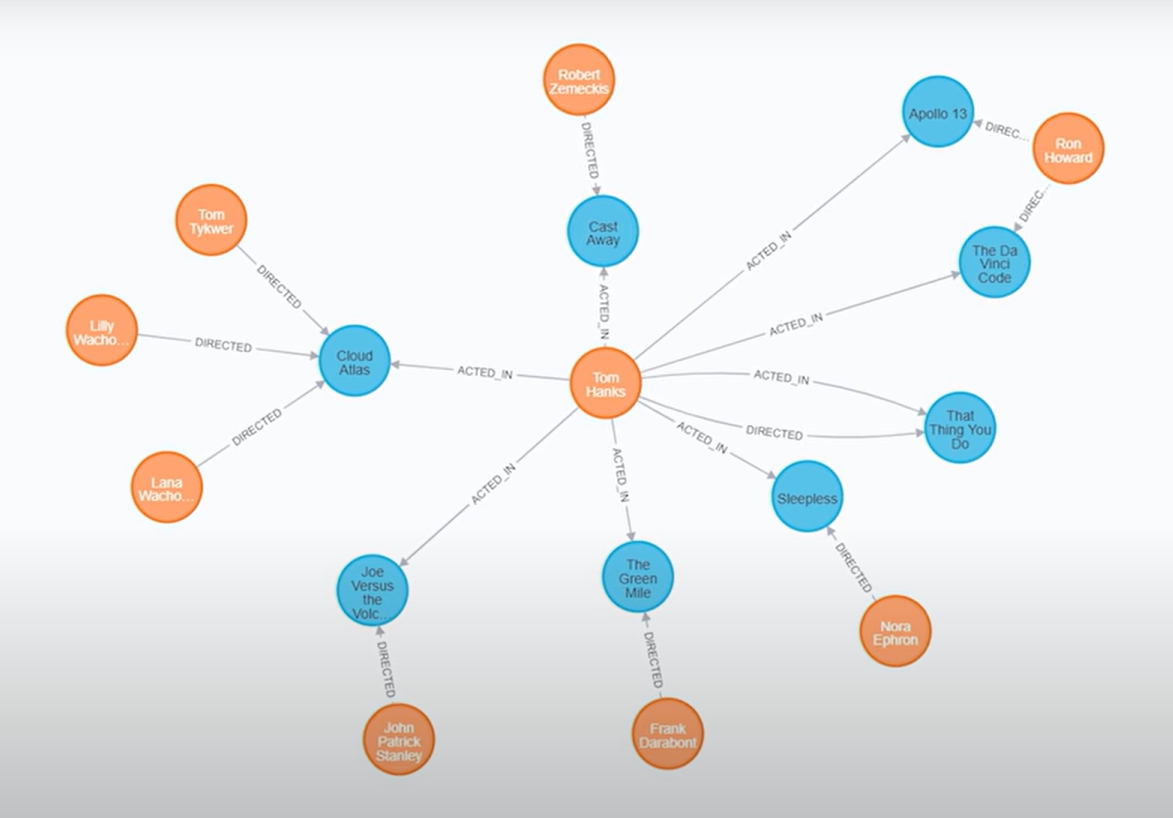 Robert
Zemeckis
DIRECTED
Cast
Away
ACTED_IN
Apollo 13
DIREC...
Ron
Howard
DIREC...
The Da
Vinci
Code
ACTED_IN
ACTED_IN
Tom
Tykwer
DIRECTED
Lilly
Wacho...
DIRECTED
Cloud
Atlas
ACTED_IN
Tom
Hanks
Lana
Wacho...
DIRECTED
ACTED_IN
DIRECTED
That
Thing You
Do
ACTED_IN
Sleepless
DIRECTED
Nora
Ephron
ACTED_IN
Joe
Versus
the
Volc...
DIRECTED
John
Patrick
Stanley
ACTED_IN
The
Green
Mile
DIRECTED
Frank
Darabont